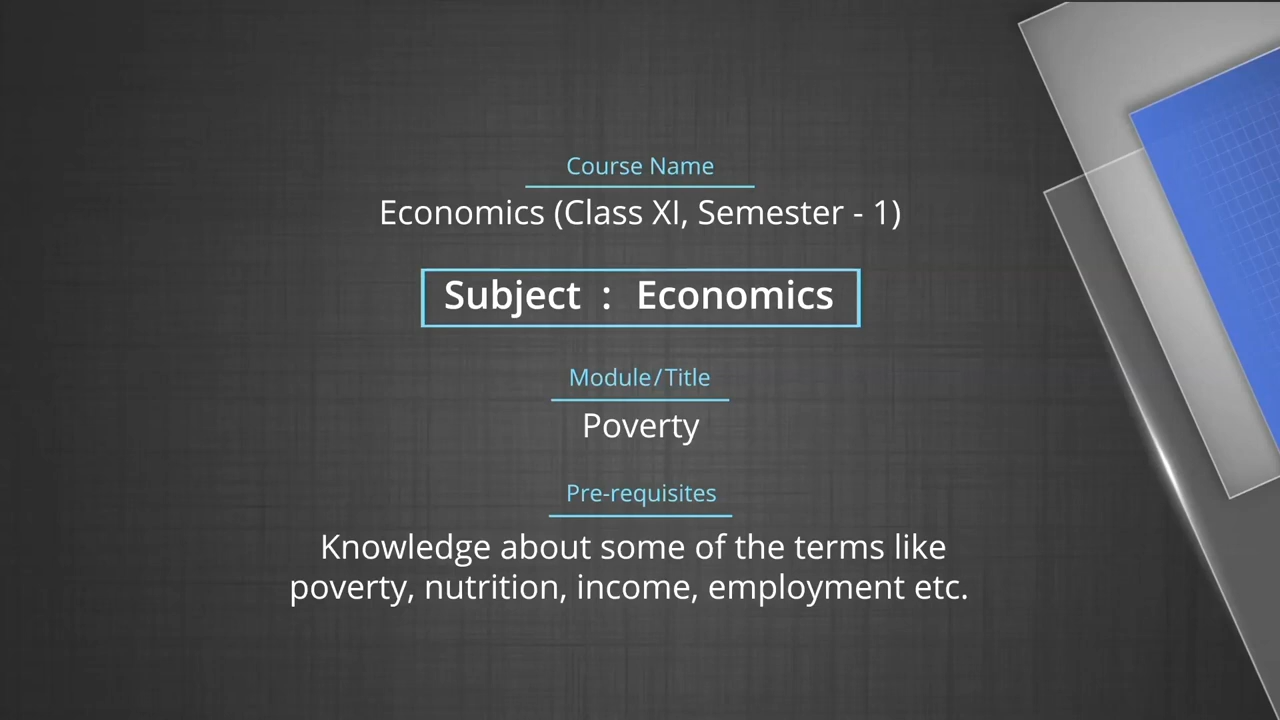 Course Name
Economics (Class XI, Semester - 1)
Subject : Economics
Module/Title
Poverty
Pre-requisites
Knowledge about some of the terms like
poverty, nutrition, income, employment etc.